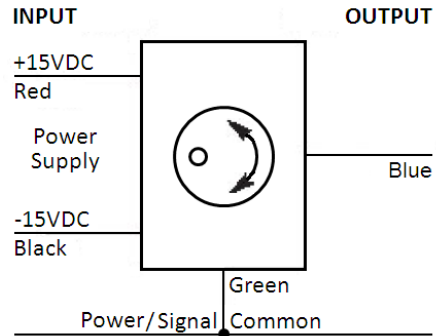 INPUT
OUTPUT
+15VDC
Red
Power
Supply
Blue
-15VDC
Black
Green
Power/Signal Common